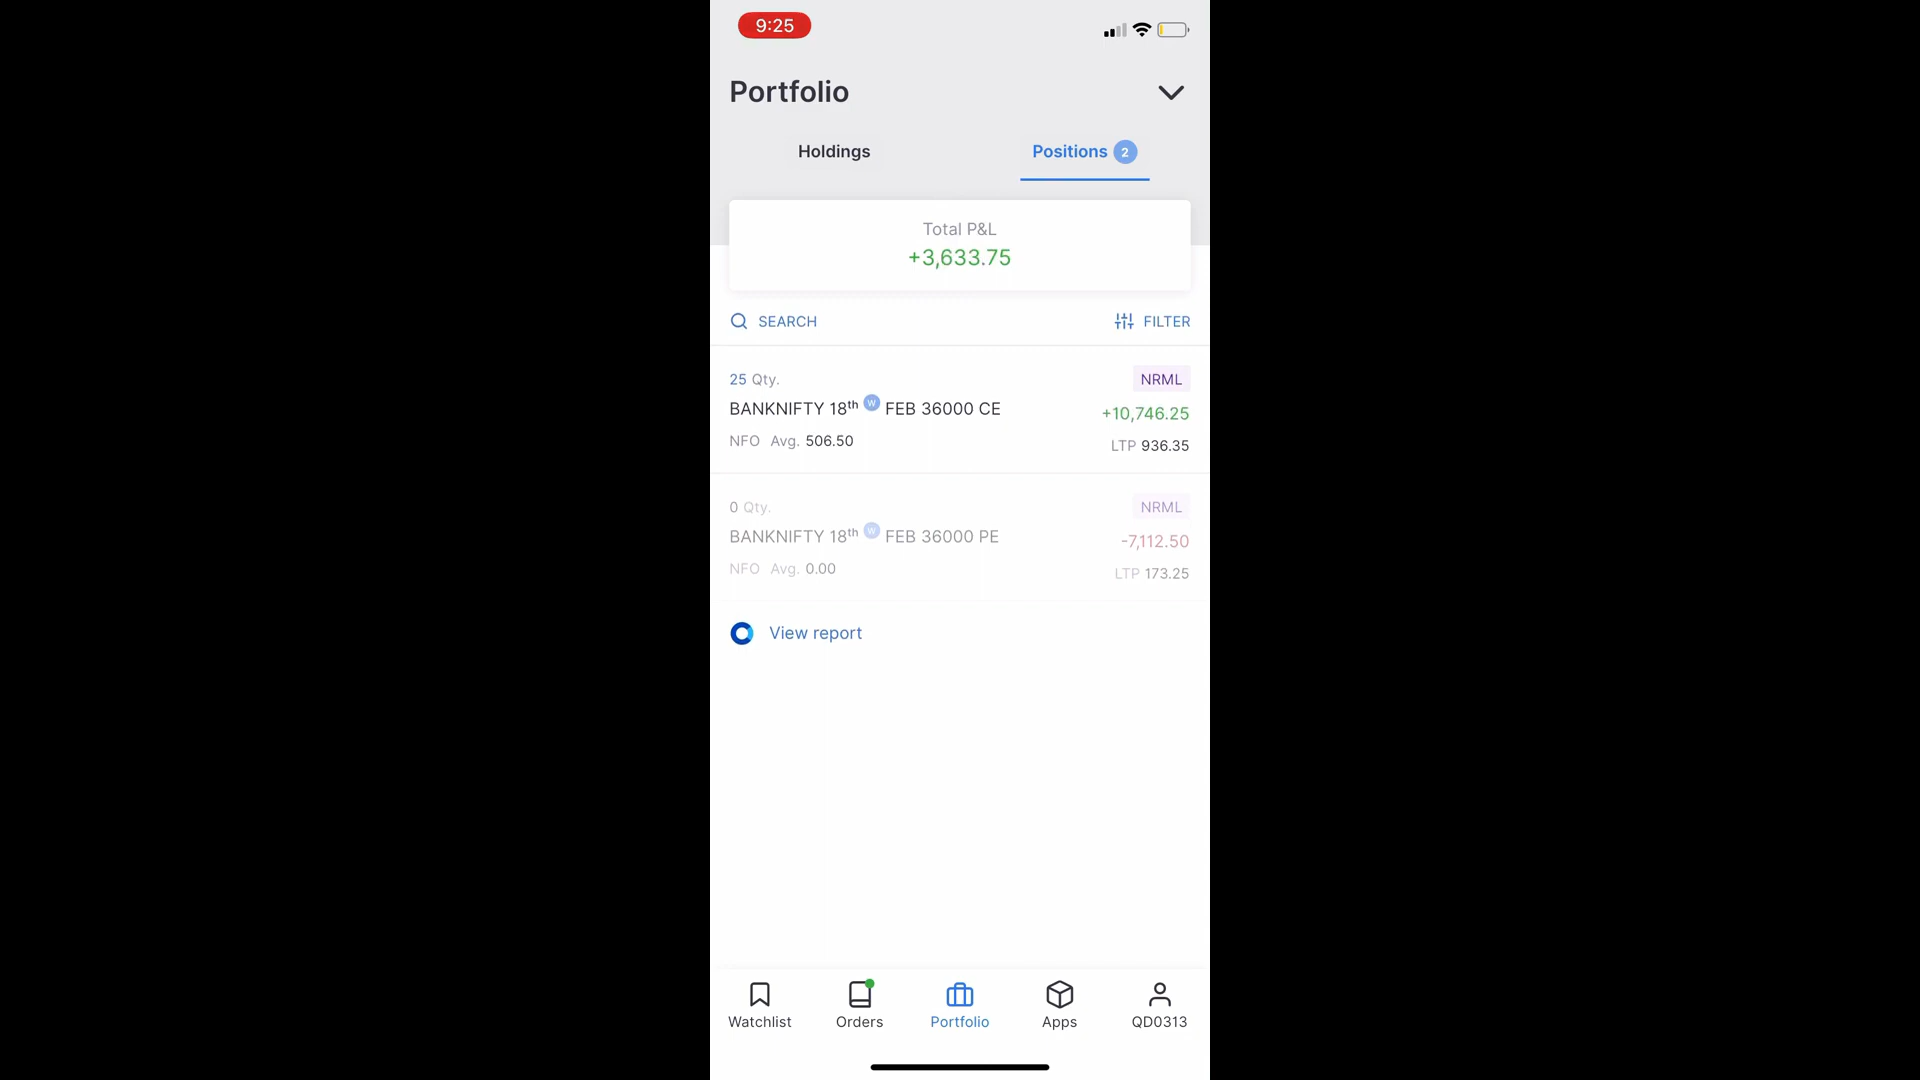 9:25
Portfolio
Holdings Positions 2
Total P&L
+3,633.75
SEARCH FILTER
25 Qty. NRML
BANKNIFTY 18th W FEB 36000 CE +10,746.25
NFO Avg. 506.50 LTP 936.35
0 Qty. NRML
BANKNIFTY 18th W FEB 36000 PE -7,112.50
NFO Avg. 0.00 LTP 173.25
View report
Watchlist Orders Portfolio Apps QD0313